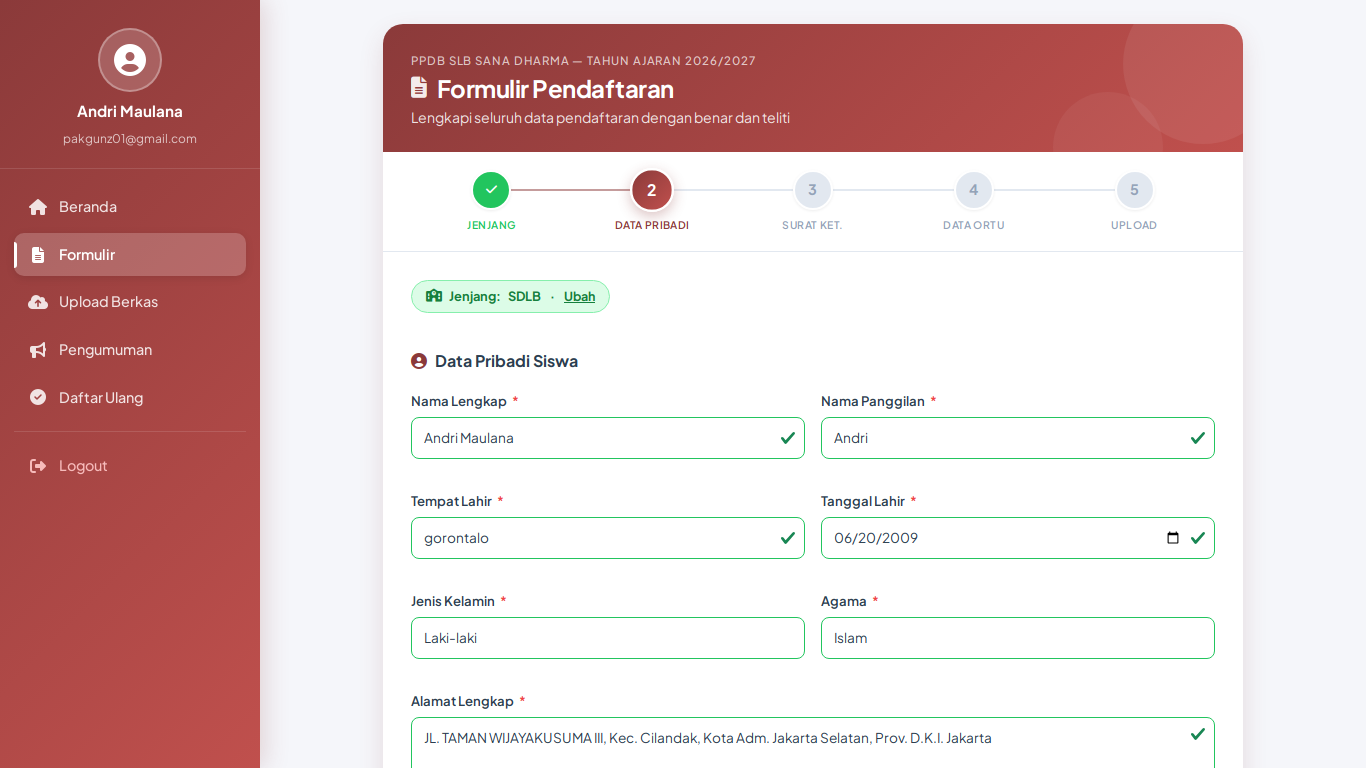 Andri Maulana
pakgunz01@gmail.com
Beranda
Formulir
Upload Berkas
Pengumuman
Daftar Ulang
Logout
PPDB SLB SANA DHARMA — TAHUN AJARAN 2026/2027
Formulir Pendaftaran
Lengkapi seluruh data pendaftaran dengan benar dan teliti
2 3 4 5
JENJANG DATA PRIBADI SURAT KET. DATA ORTU UPLOAD
Jenjang: SDLB · Ubah
Data Pribadi Siswa
Nama Lengkap * Nama Panggilan *
Andri Maulana Andri
Tempat Lahir * Tanggal Lahir *
gorontalo 06/20/2009
Jenis Kelamin * Agama *
Laki-laki Islam
Alamat Lengkap *
JL. TAMAN WIJAYAKUSUMA III, Kec. Cilandak, Kota Adm. Jakarta Selatan, Prov. D.K.I. Jakarta